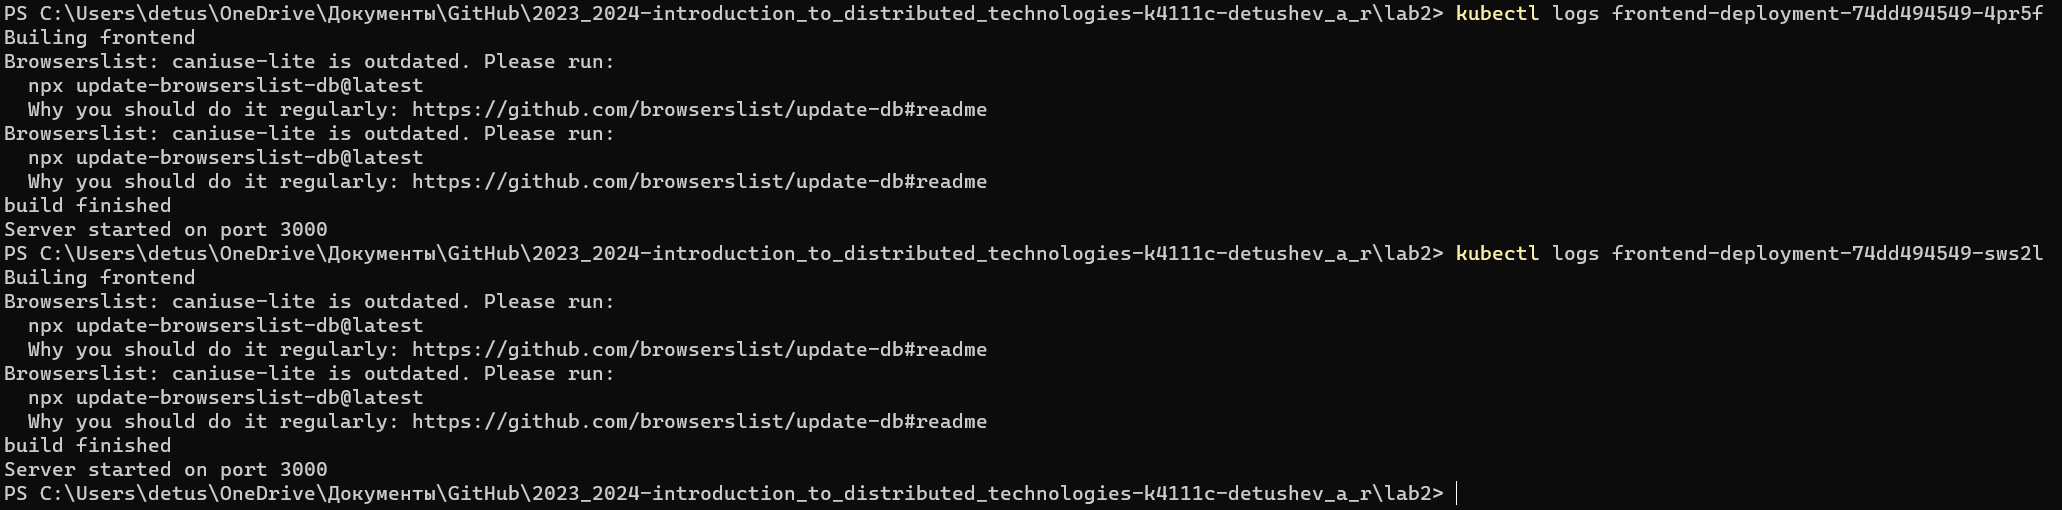 PS C:\Users\detus\OneDrive\Документы\GitHub\2023_2024-introduction_to_distributed_technologies-k4111c-detushev_a_r\lab2> kubectl logs frontend-deployment-74dd494549-4pr5f
Builing frontend
Browserslist: caniuse-lite is outdated. Please run:
  npx update-browserslist-db@latest
  Why you should do it regularly: https://github.com/browserslist/update-db#readme
Browserslist: caniuse-lite is outdated. Please run:
  npx update-browserslist-db@latest
  Why you should do it regularly: https://github.com/browserslist/update-db#readme
build finished
Server started on port 3000
PS C:\Users\detus\OneDrive\Документы\GitHub\2023_2024-introduction_to_distributed_technologies-k4111c-detushev_a_r\lab2> kubectl logs frontend-deployment-74dd494549-sws2l
Builing frontend
Browserslist: caniuse-lite is outdated. Please run:
  npx update-browserslist-db@latest
  Why you should do it regularly: https://github.com/browserslist/update-db#readme
Browserslist: caniuse-lite is outdated. Please run:
  npx update-browserslist-db@latest
  Why you should do it regularly: https://github.com/browserslist/update-db#readme
build finished
Server started on port 3000
PS C:\Users\detus\OneDrive\Документы\GitHub\2023_2024-introduction_to_distributed_technologies-k4111c-detushev_a_r\lab2>